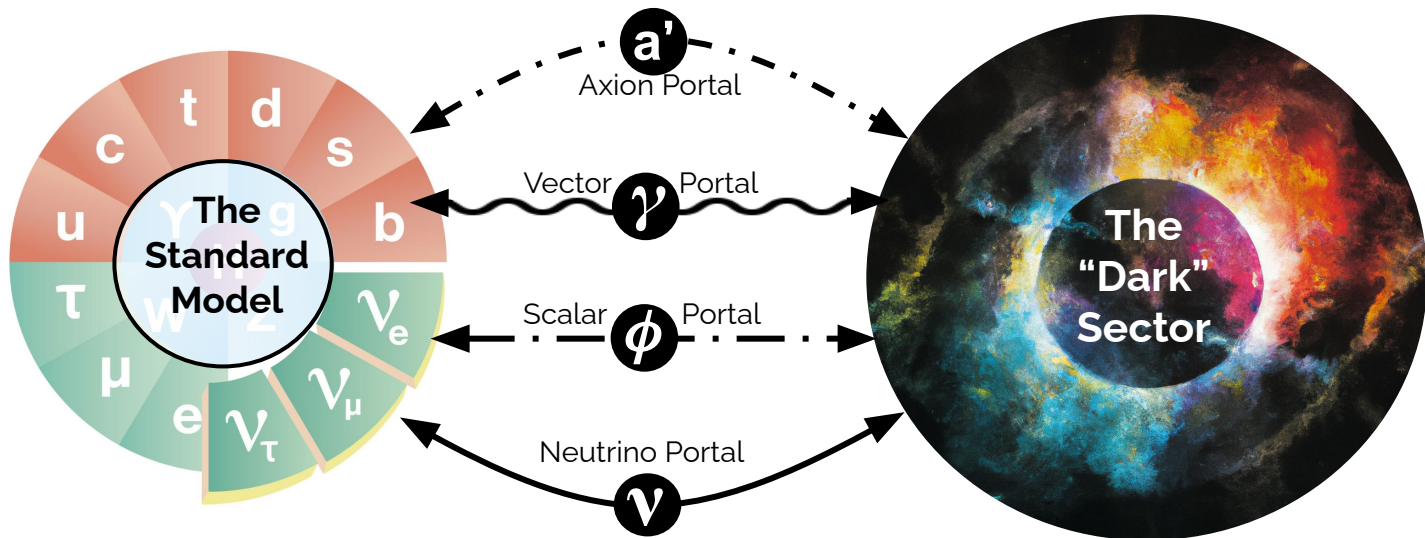 a’
Axion Portal
t
d
c
s
Vector γ Portal
u
γ
g
b
The
Standard
Model
H
W
Z
The
“Dark”
Sector
τ
νe
Scalar ϕ Portal
μ
νμ
e
ντ
Neutrino Portal
ν